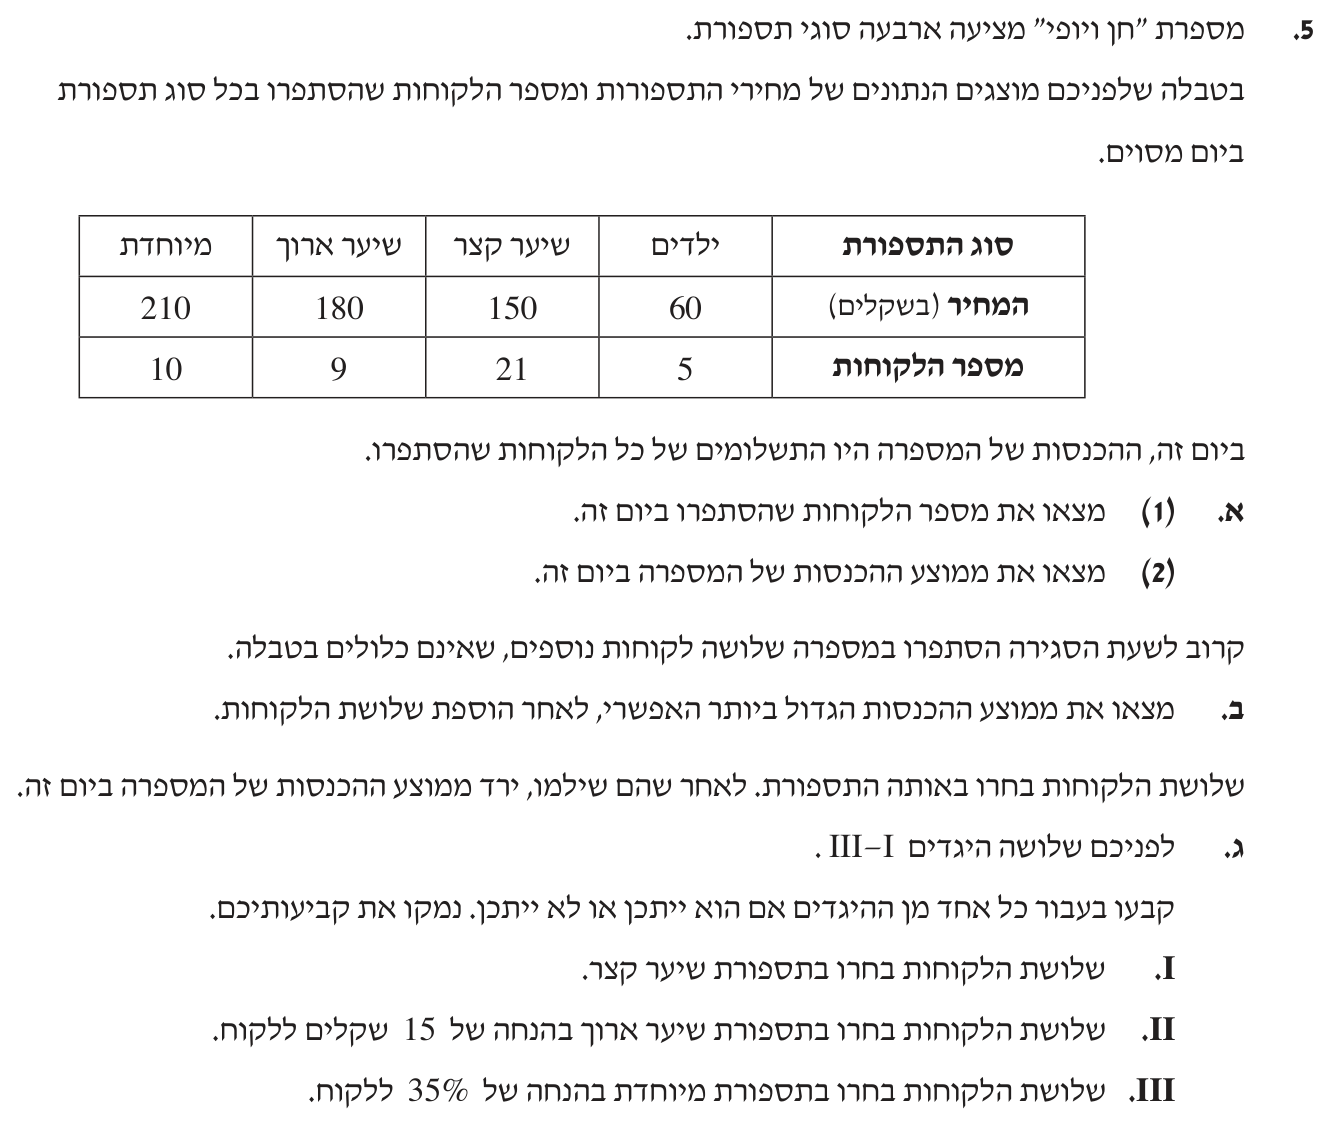 5. מספרת "חן ויופי" מציעה ארבעה סוגי תספורת.
בטבלה שלפניכם מוצגים הנתונים של מחירי התספורות ומספר הלקוחות שהסתפרו בכל סוג תספורת
ביום מסוים.
סוג התספורת ילדים שיער קצר שיער ארוך מיוחדת
המחיר (בשקלים) 60 150 180 210
מספר הלקוחות 5 21 9 10
ביום זה, ההכנסות של המספרה היו התשלומים של כל הלקוחות שהסתפרו.
א. (1) מצאו את מספר הלקוחות שהסתפרו ביום זה.
(2) מצאו את ממוצע ההכנסות של המספרה ביום זה.
קרוב לשעת הסגירה הסתפרו במספרה שלושה לקוחות נוספים, שאינם כלולים בטבלה.
ב. מצאו את ממוצע ההכנסות הגדול ביותר האפשרי, לאחר הוספת שלושת הלקוחות.
שלושת הלקוחות בחרו באותה התספורת. לאחר שהם שילמו, ירד ממוצע ההכנסות של המספרה ביום זה.
ג. לפניכם שלושה היגדים I–III .
קבעו בעבור כל אחד מן ההיגדים אם הוא ייתכן או לא ייתכן. נמקו את קביעותיכם.
I. שלושת הלקוחות בחרו בתספורת שיער קצר.
II. שלושת הלקוחות בחרו בתספורת שיער ארוך בהנחה של 15 שקלים ללקוח.
III. שלושת הלקוחות בחרו בתספורת מיוחדת בהנחה של 35% ללקוח.